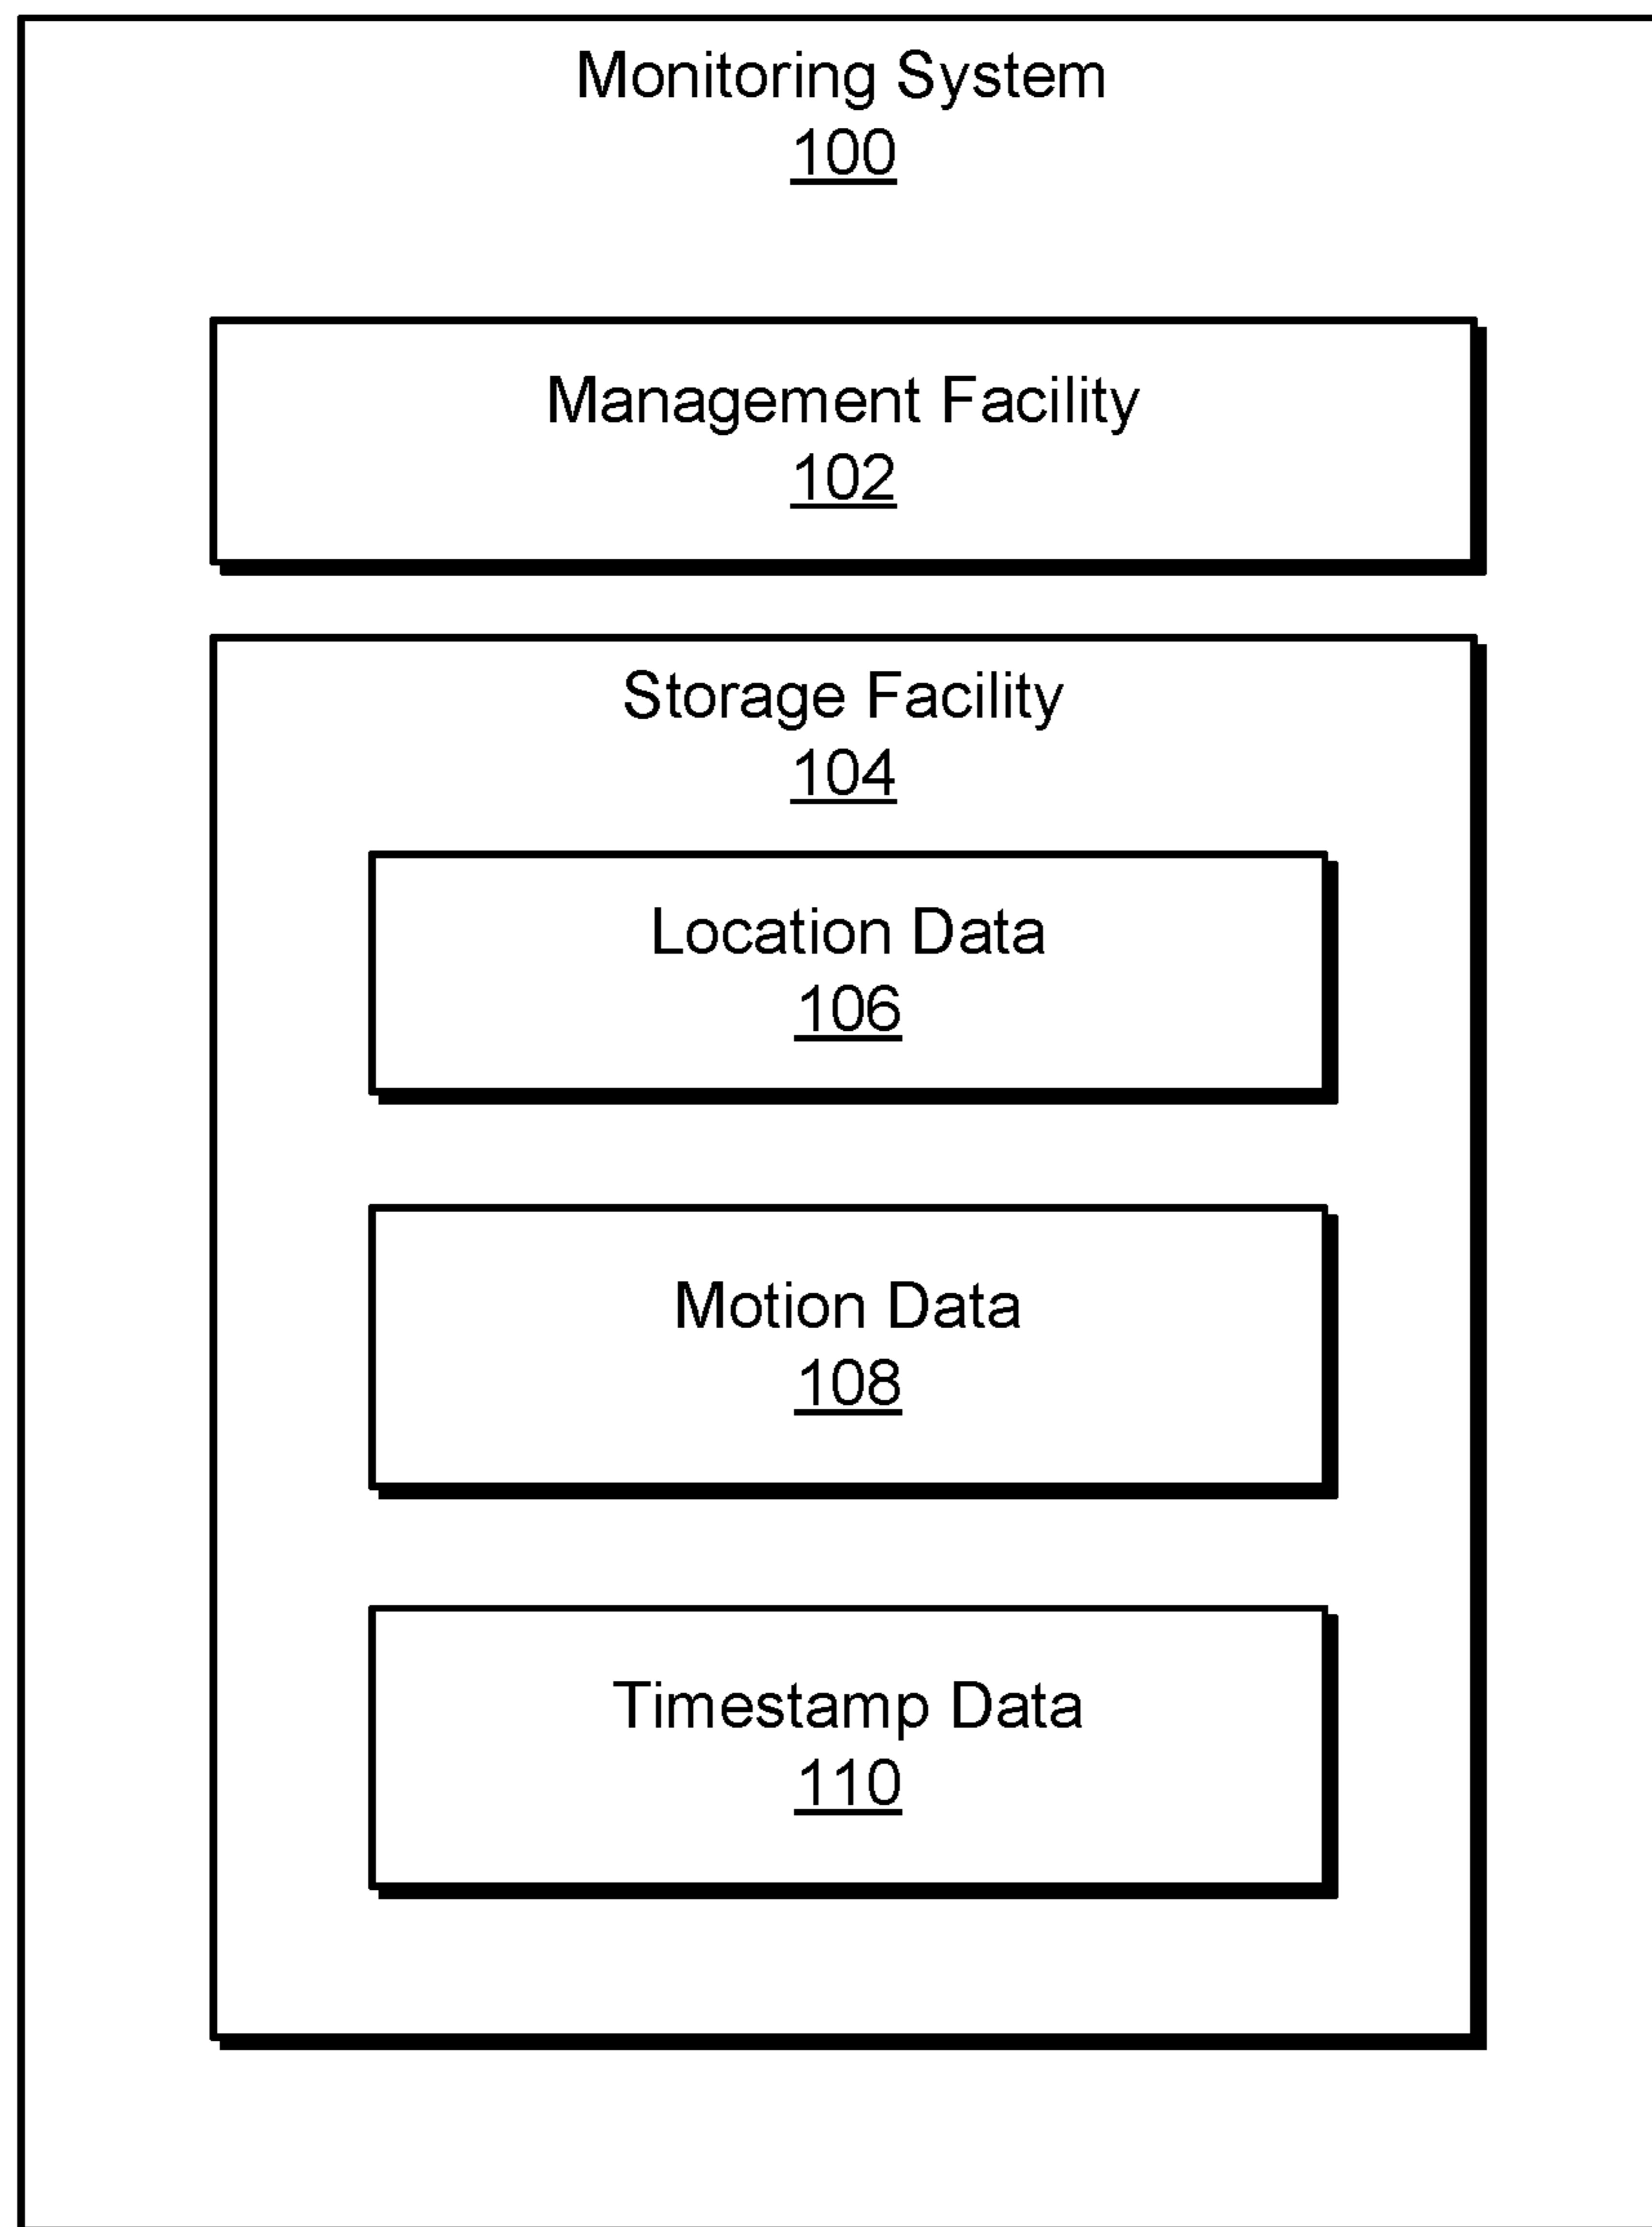 Monitoring System
100
Management Facility
102
Storage Facility
104
Location Data
106
Motion Data
108
Timestamp Data
110